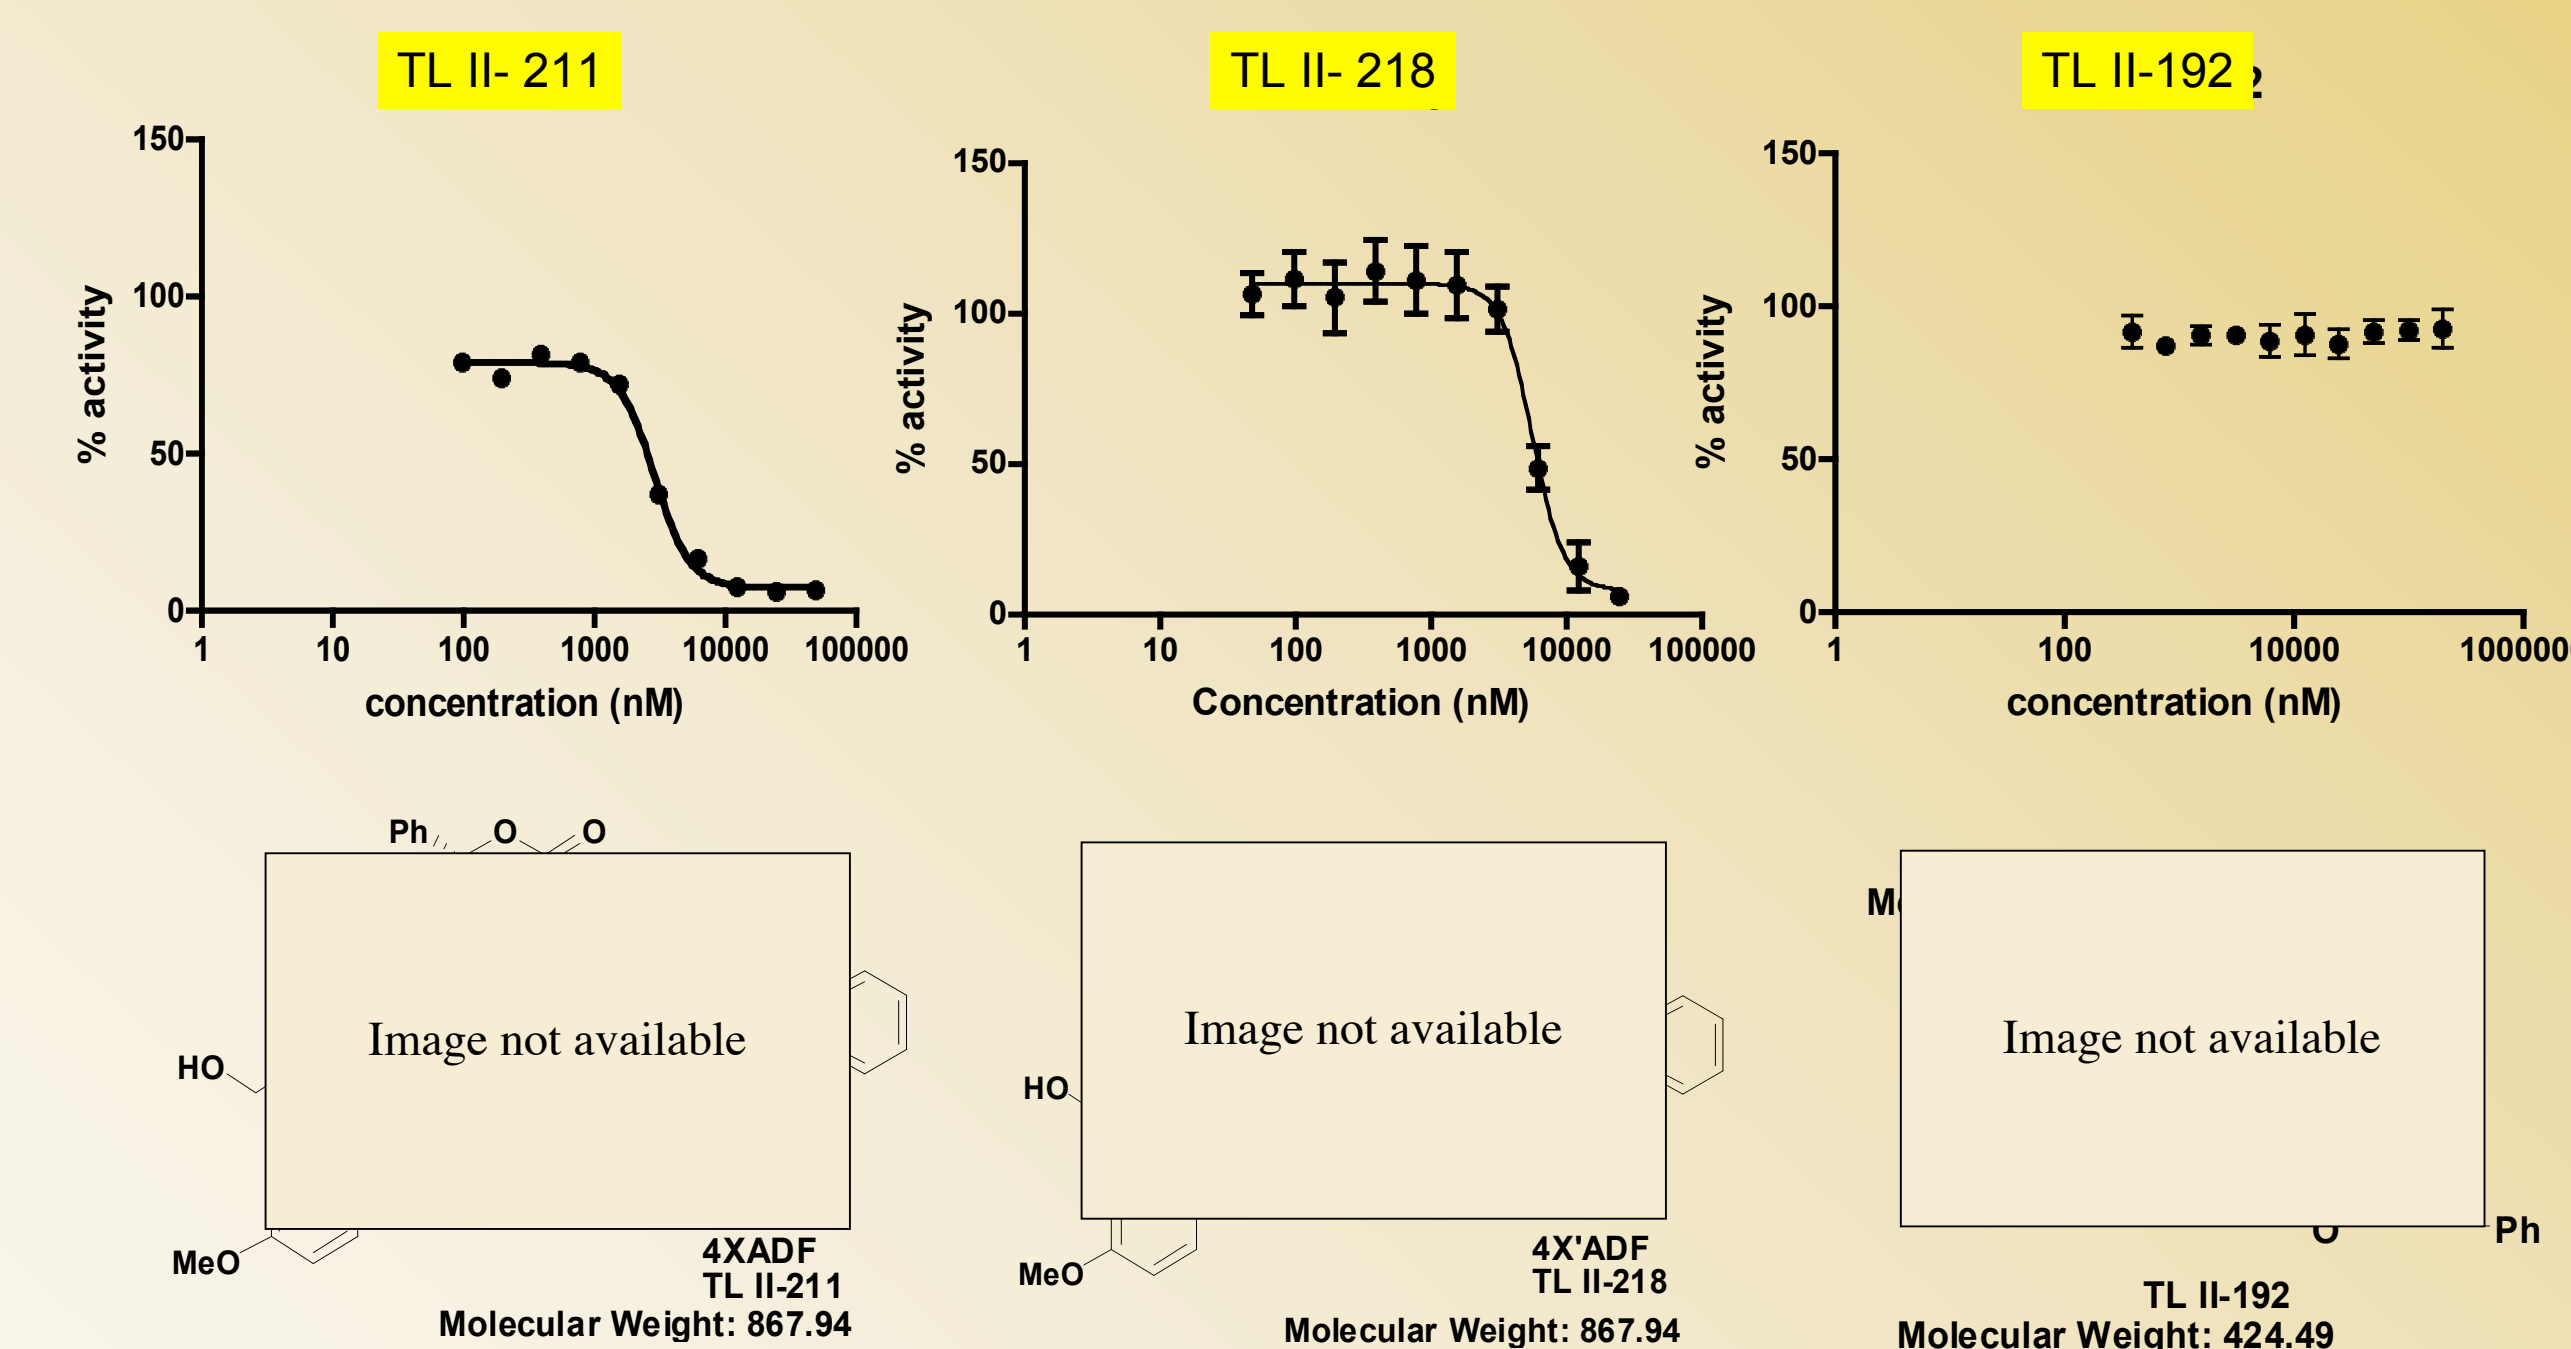 TL II- 211
TL II- 218
TL II-192
2
150
100
50
0
% activity
1 10 100 1000 10000 100000
concentration (nM)
150
100
50
0
% activity
1 10 100 1000 10000 100000
Concentration (nM)
150
100
50
0
% activity
1 100 10000 100000
concentration (nM)
Ph O O
Image not available
HO
MeO
4XADF
TL II-211
Molecular Weight: 867.94
Image not available
HO
MeO
4X'ADF
TL II-218
Molecular Weight: 867.94
Image not available
O Ph
TL II-192
Molecular Weight: 424.49